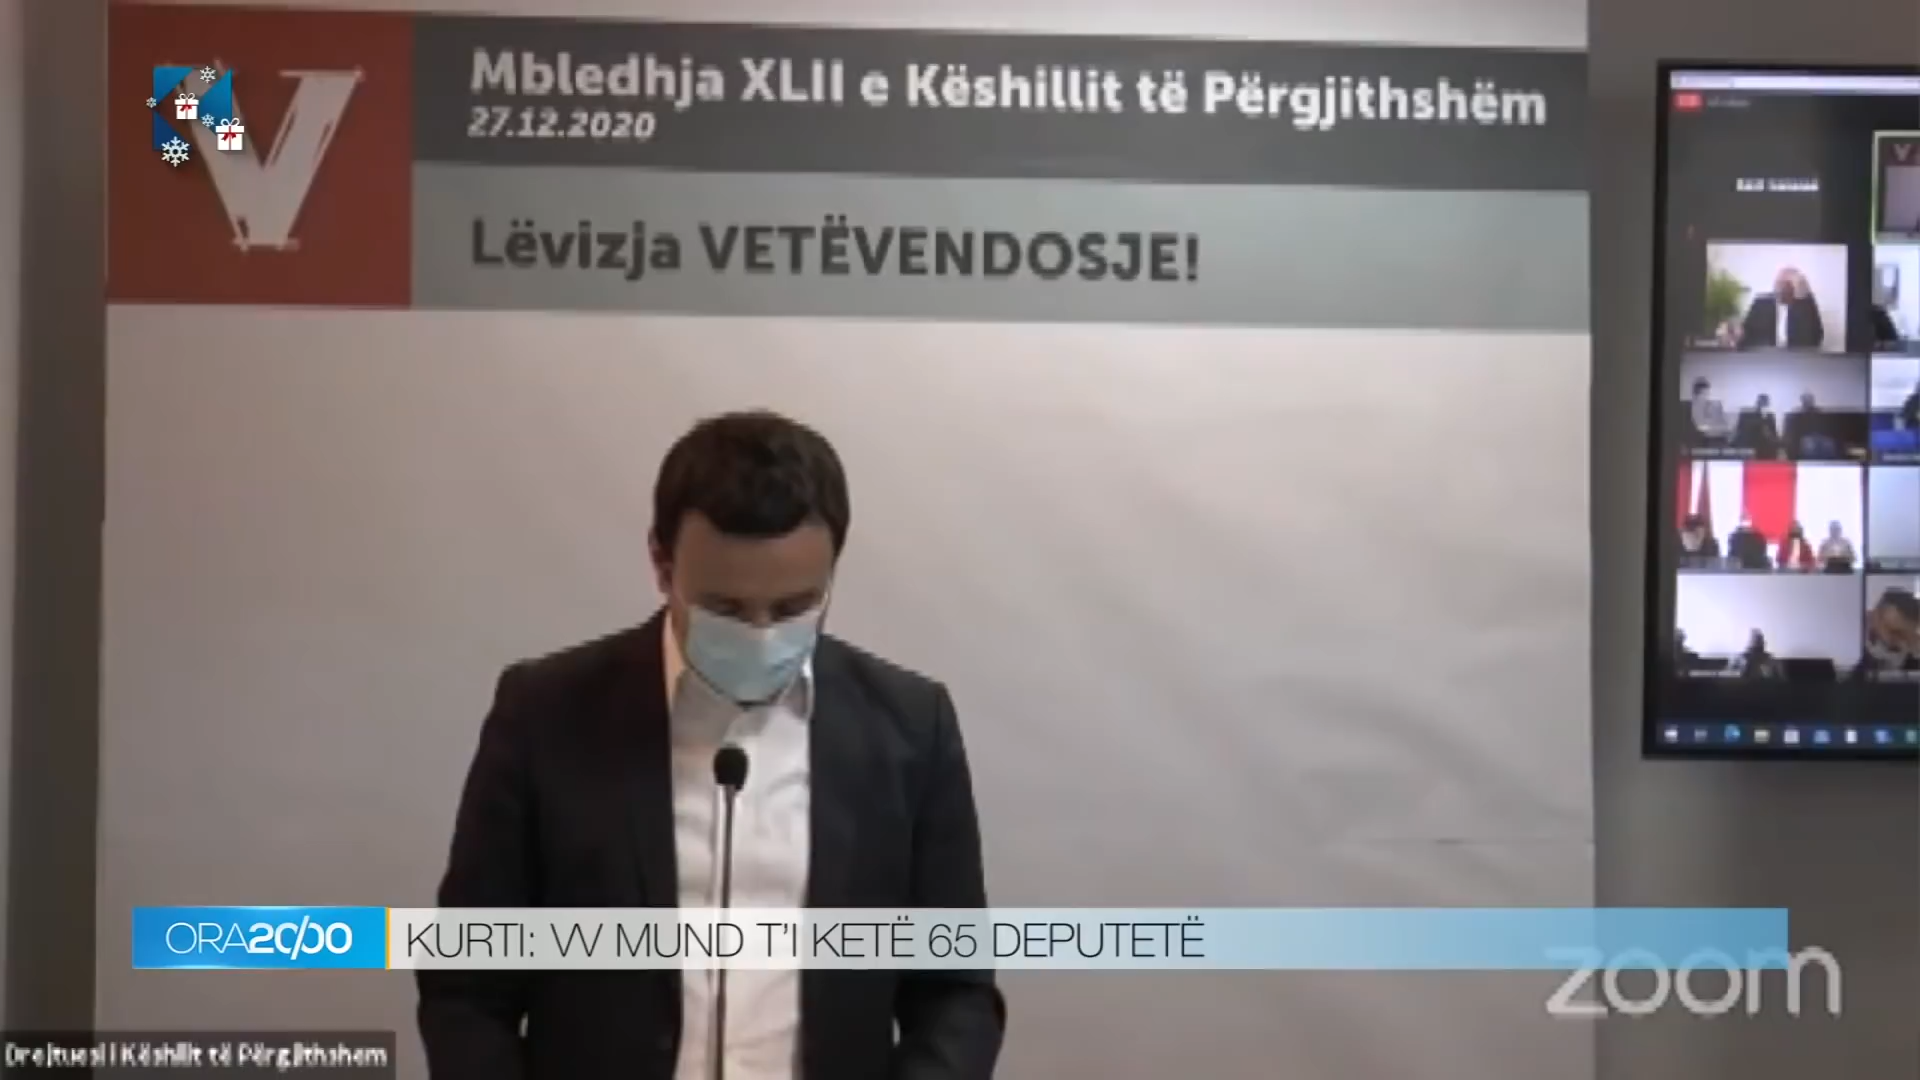 Mbledhja XLII e Këshillit të Përgjithshëm
27.12.2020
Lëvizja VETËVENDOSJE!
ORA20/00
KURTI: VV MUND T'I KETË 65 DEPUTETË
zoom
Drejtuesi i Këshillit të Përgjithshem